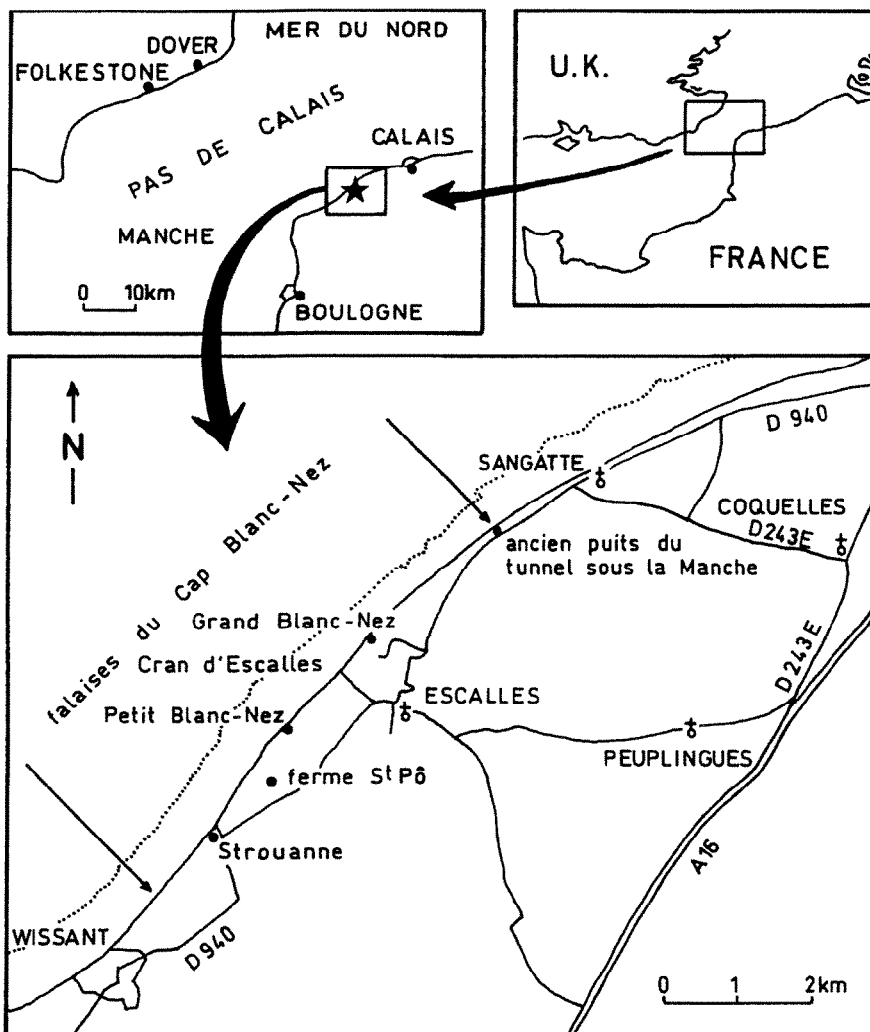 MER DU NORD
DOVER
FOLKESTONE
PAS DE CALAIS
CALAIS
MANCHE
0 10km
BOULOGNE
U.K.
FRANCE
N
falaises du Cap Blanc-Nez
D 940
SANGATTE
COQUELLES
D243E
ancien puits du
tunnel sous la Manche
Grand Blanc-Nez
Cran d'Escalles
D243E
ESCALLES
Petit Blanc-Nez
PEUPLINGUES
ferme St Pô
Strouanne
A16
WISSANT
D940
0 1 2km